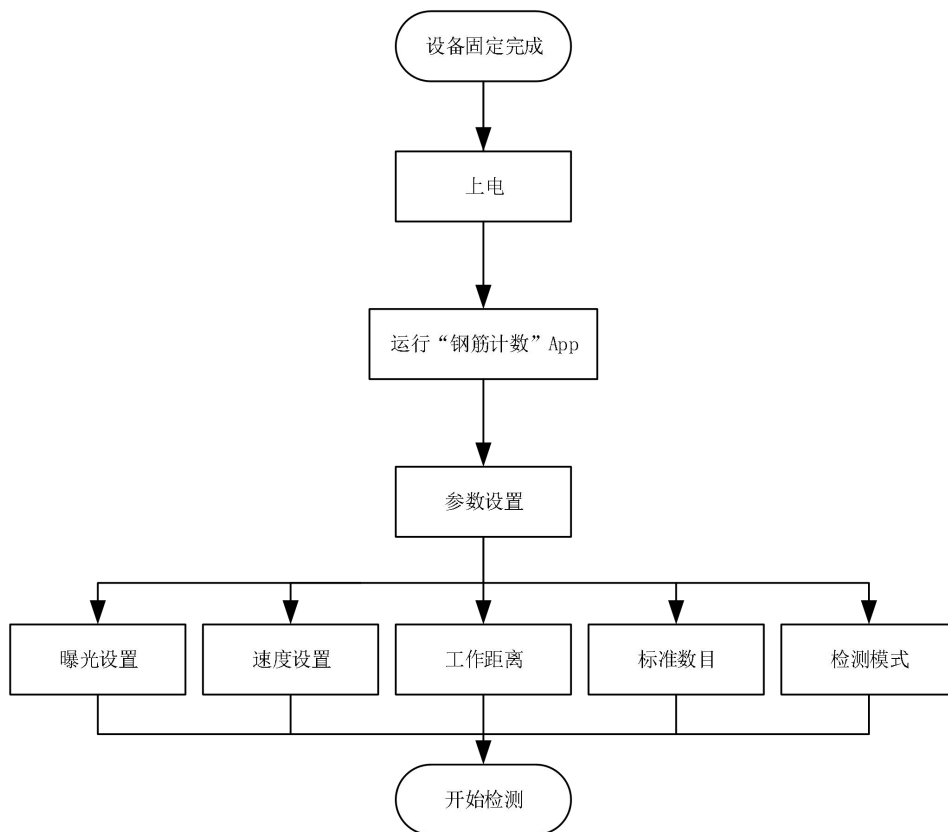 设备固定完成
上电
运行“钢筋计数”App
参数设置
曝光设置
速度设置
工作距离
标准数目
检测模式
开始检测